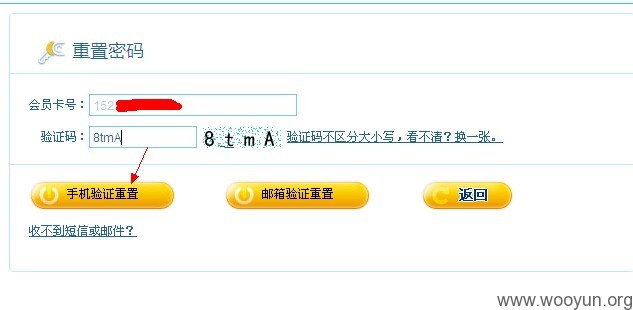 重置密码
会员卡号： 152
验证码： 8tmA 8tmA 验证码不区分大小写，看不清？换一张。
手机验证重置 邮箱验证重置 返回
收不到短信或邮件？
www.wooyun.org